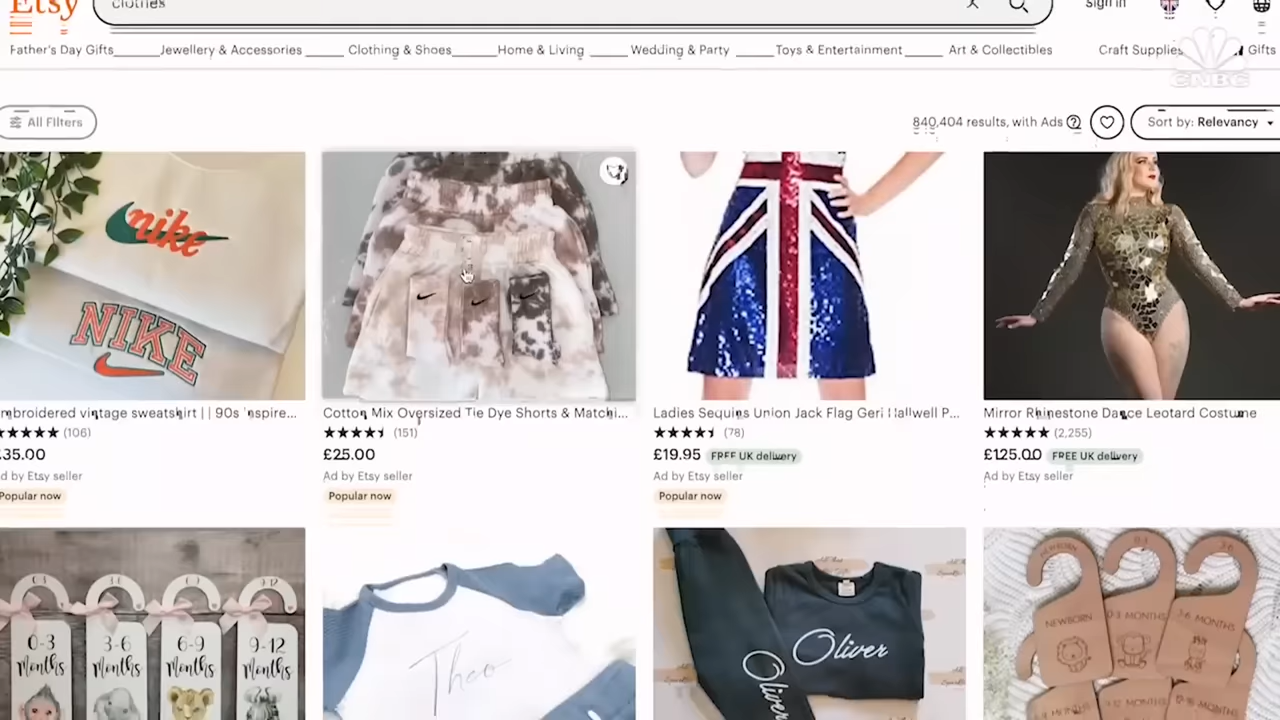 Etsy
clothes
Sign in
Father's Day Gifts
Jewellery & Accessories
Clothing & Shoes
Home & Living
Wedding & Party
Toys & Entertainment
Art & Collectibles
Craft Supplies
Gifts
CNBC
All Filters
840,404 results, with Ads
Sort by: Relevancy
nike
NIKE
mbroidered vintage sweatshirt || 90s inspire...
Cotton Mix Oversized Tie Dye Shorts & Matchi...
Ladies Sequins Union Jack Flag Geri Halliwell P...
Mirror Rhinestone Dance Leotard Costume
(106)
(151)
(78)
(2,255)
£35.00
£25.00
£19.95 FREE UK delivery
£125.00 FREE UK delivery
d by Etsy seller
Ad by Etsy seller
Ad by Etsy seller
Ad by Etsy seller
Popular now
Popular now
Popular now
0-3
Months
3-6
Months
6-9
Months
9-12
Months
Theo
Oliver
Oliver
NEWBORN
NEWBORN
0-3 MONTHS
3-6 MONTHS